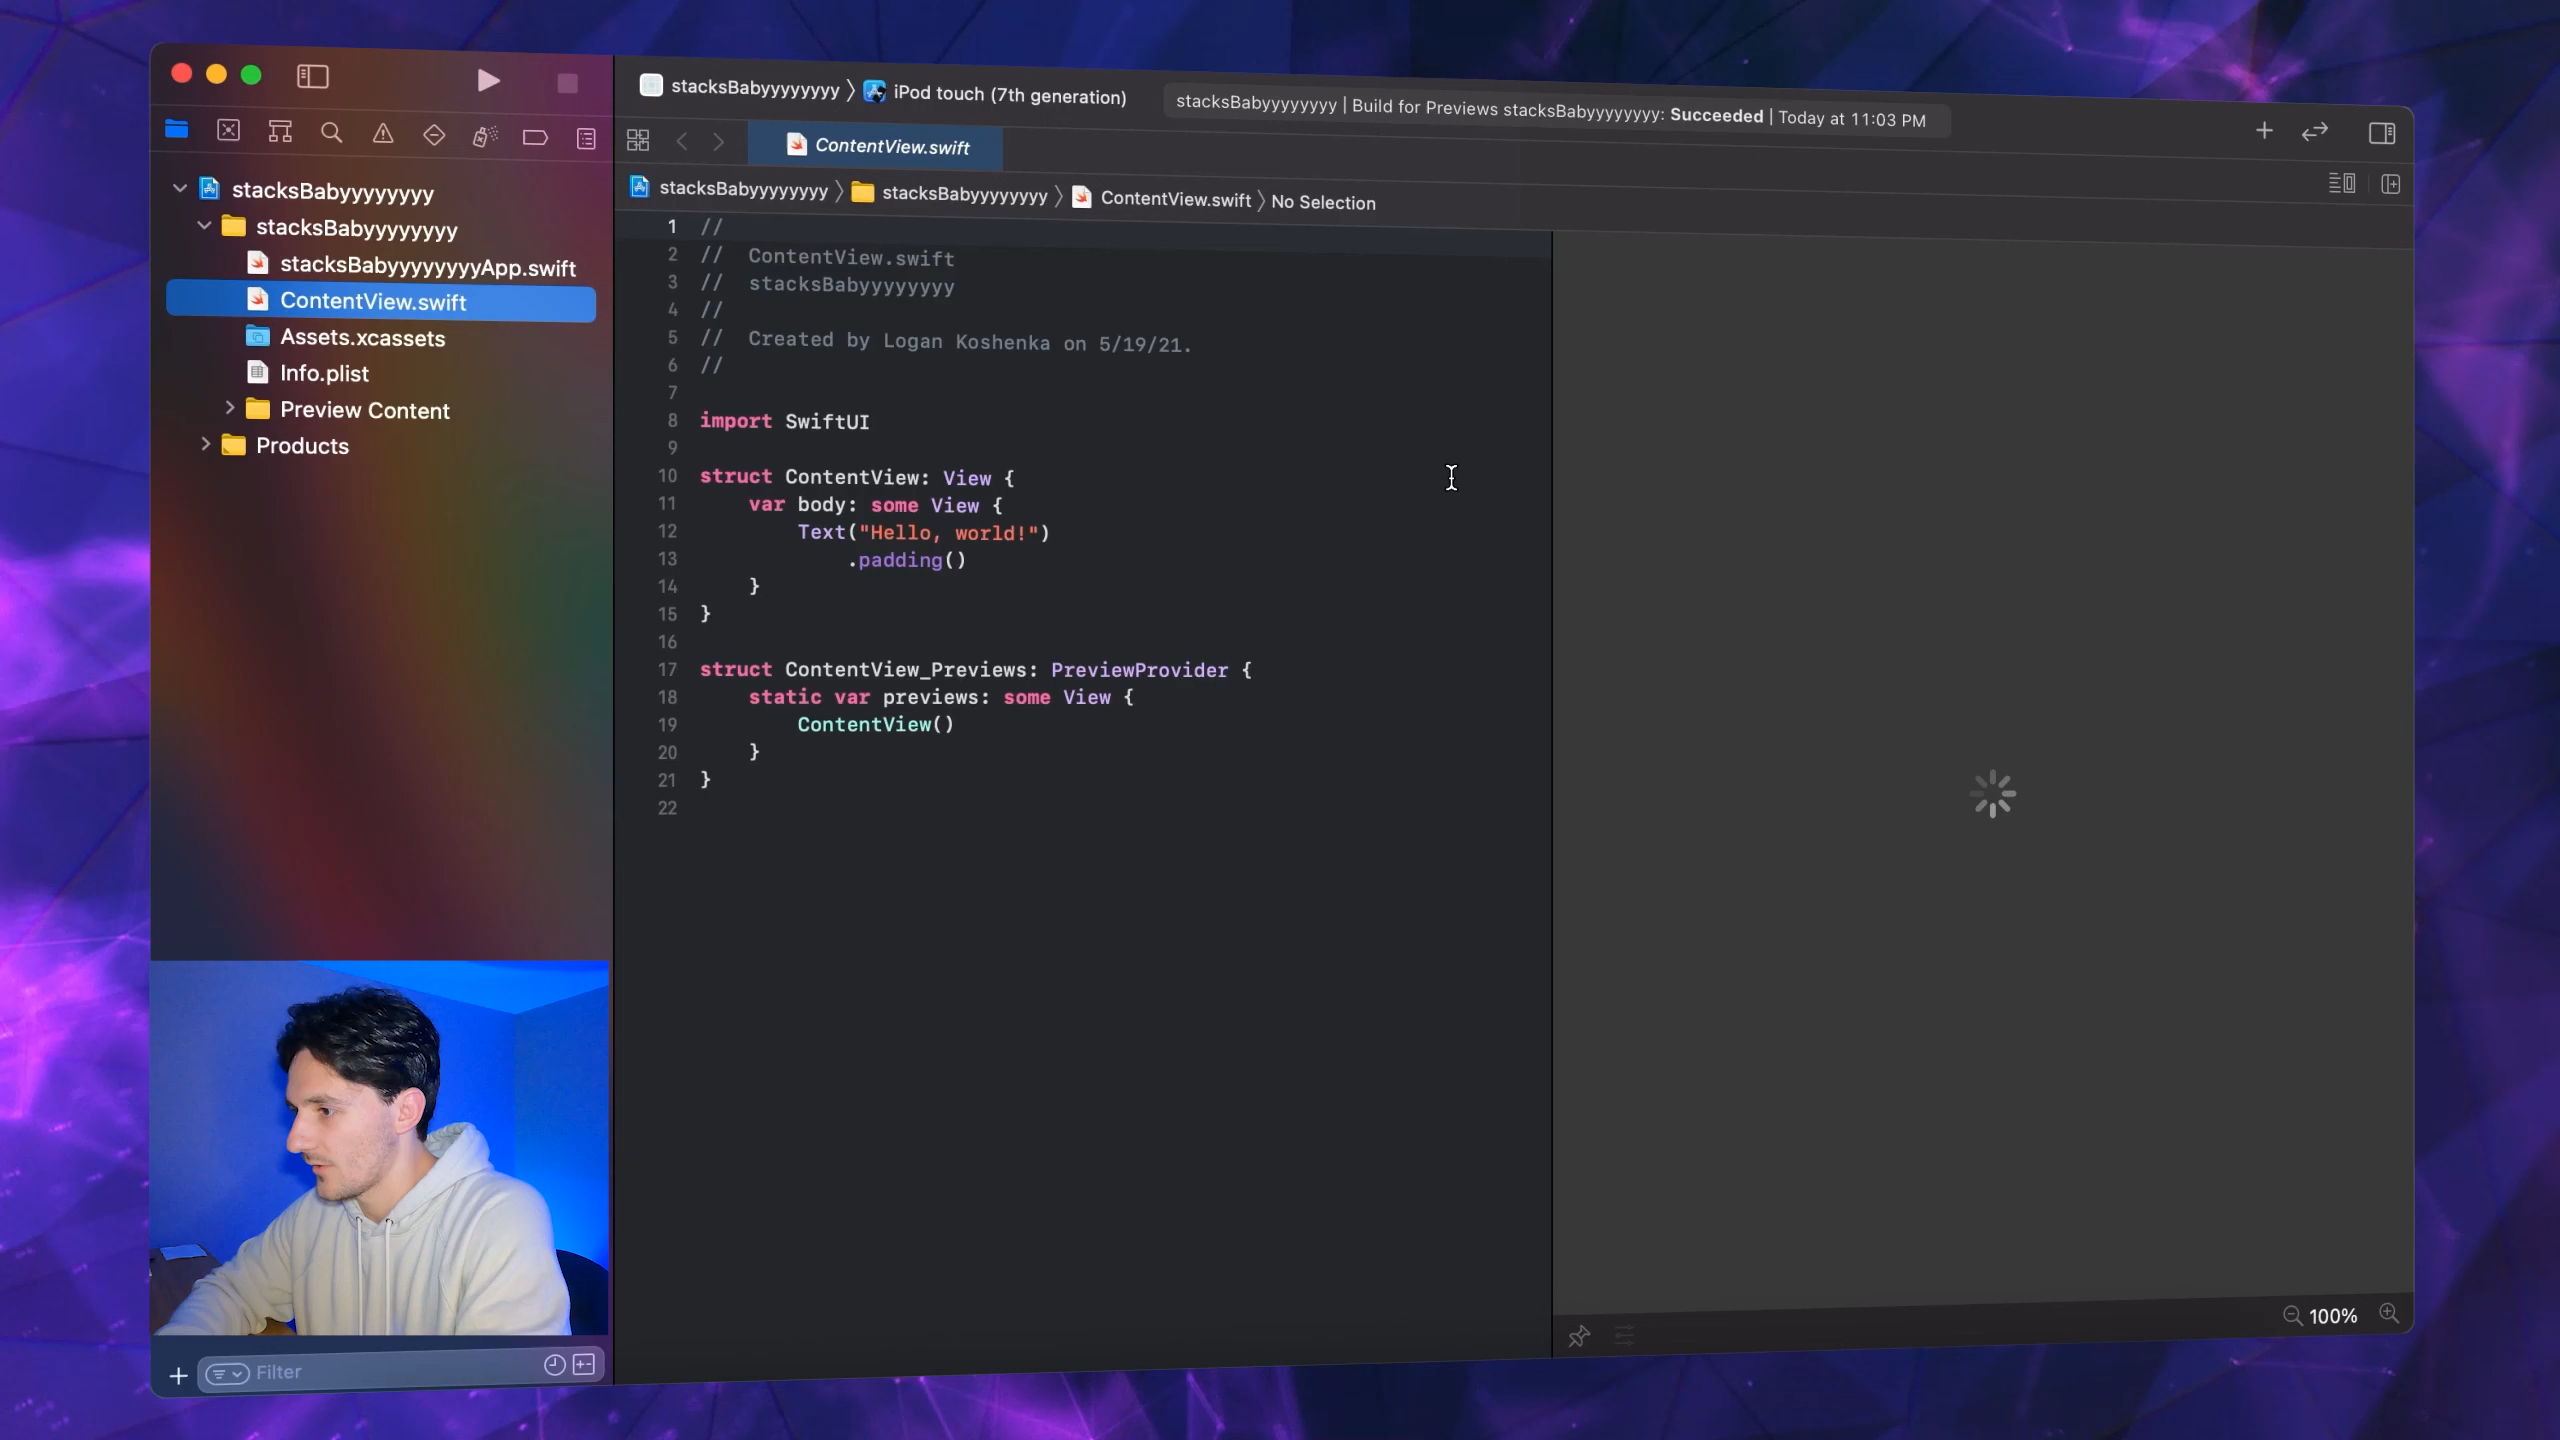 stacksBabyyyyyyyy
iPod touch (7th generation)
stacksBabyyyyyyyy | Build for Previews stacksBabyyyyyyyy: Succeeded | Today at 11:03 PM
ContentView.swift
stacksBabyyyyyyyy
stacksBabyyyyyyyy
ContentView.swift
No Selection
stacksBabyyyyyyyy
stacksBabyyyyyyyy
stacksBabyyyyyyyyApp.swift
ContentView.swift
Assets.xcassets
Info.plist
Preview Content
Products
1 //
2 //  ContentView.swift
3 //  stacksBabyyyyyyyy
4 //
5 //  Created by Logan Koshenka on 5/19/21.
6 //
7
8 import SwiftUI
9
10 struct ContentView: View {
11     var body: some View {
12         Text("Hello, world!")
13             .padding()
14     }
15 }
16
17 struct ContentView_Previews: PreviewProvider {
18     static var previews: some View {
19         ContentView()
20     }
21 }
22
Filter
100%